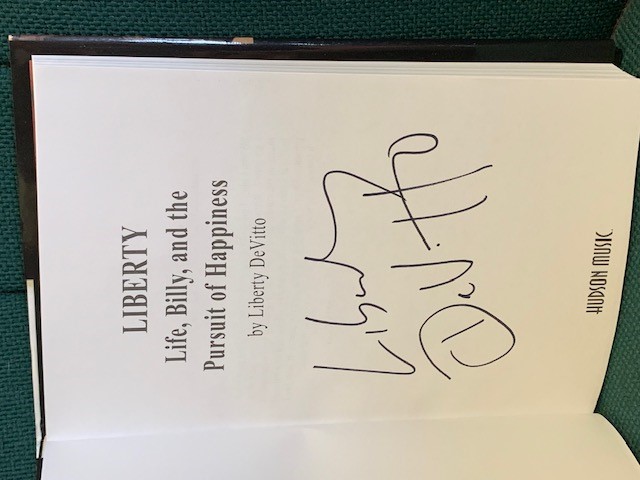 LIBERTY
Life, Billy, and the
Pursuit of Happiness
by Liberty DeVitto
Liberty
DeVitto
HUDSON MUSIC